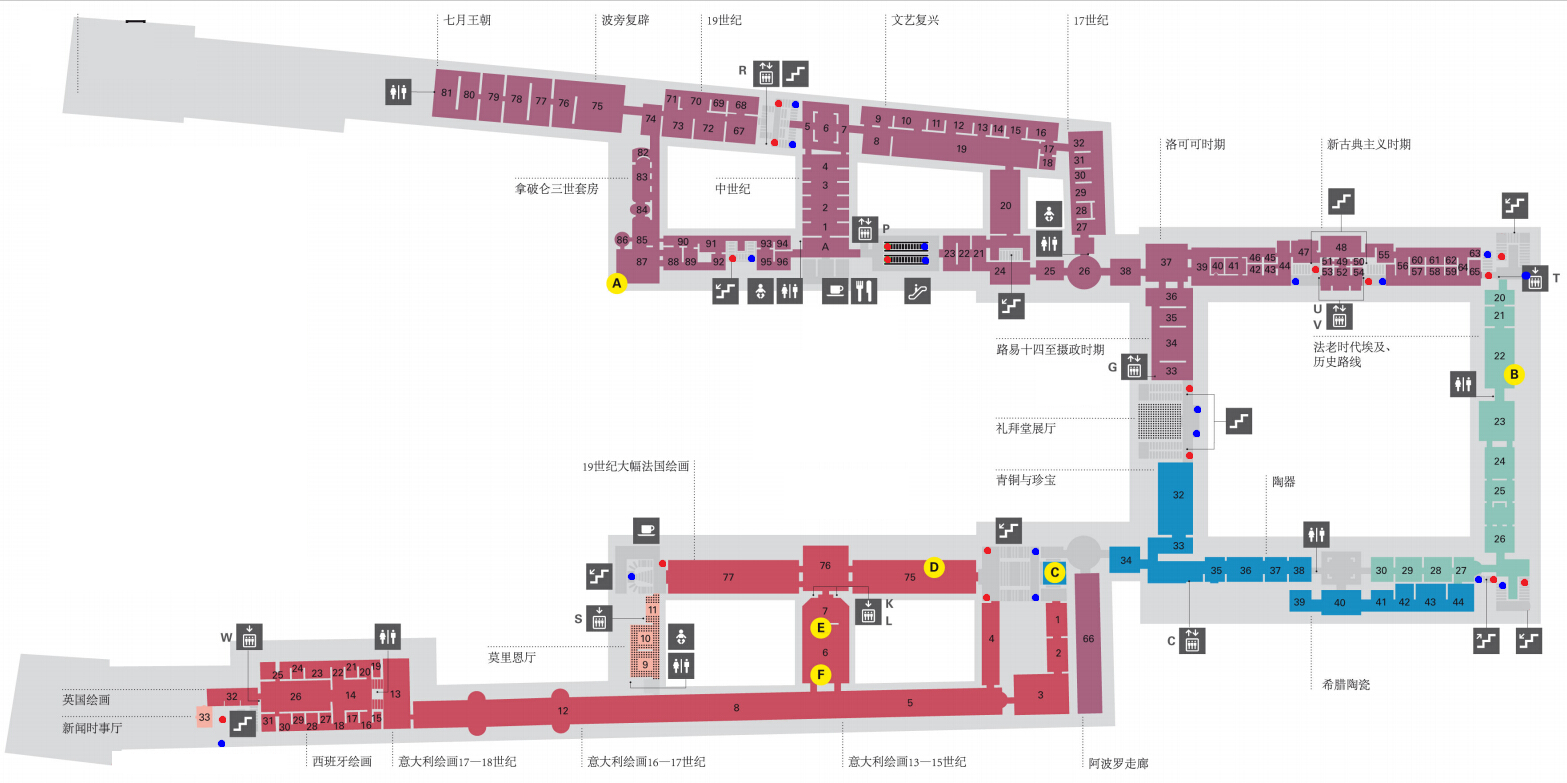 七月王朝
波旁复辟
19世纪
文艺复兴
17世纪
R
81 80 79 78 77 76 75
74
71 70 69 68
73 72 67
5 6 7
9 10 11 12 13 14 15 16
8 19 17
18
32
31
30
29
28
27
82
83
84
拿破仑三世套房
中世纪
4
3
2
1
A
20
洛可可时期
新古典主义时期
P
86 85 90 91 93 94
87 88 89 92 95 96
A
23 22 21
24 25 26 38 37
39 40 41 46 45 47 48 55 63
42 43 44 51 49 50 56 60 61 62
53 52 54 57 58 59 64 65
T
U
V
36
35
34
33
路易十四至摄政时期
G
法老时代埃及、
历史路线
20
21
22
B
23
24
25
26
礼拜堂展厅
19世纪大幅法国绘画
青铜与珍宝
陶器
32
33
34 35 36 37 38
30 29 28 27
39 40 41 42 43 44
C
希腊陶瓷
77 76 75
D
C
K
L
S
11
10
9
莫里恩厅
7
E
6
F
4
1
2
3
66
W
25 24 23 22 21 20 19
32 26 14 13
33
31 30 29 28 27 18 17 16 15
12 8 5
英国绘画
新闻时事厅
西班牙绘画
意大利绘画17—18世纪
意大利绘画16—17世纪
意大利绘画13—15世纪
阿波罗走廊